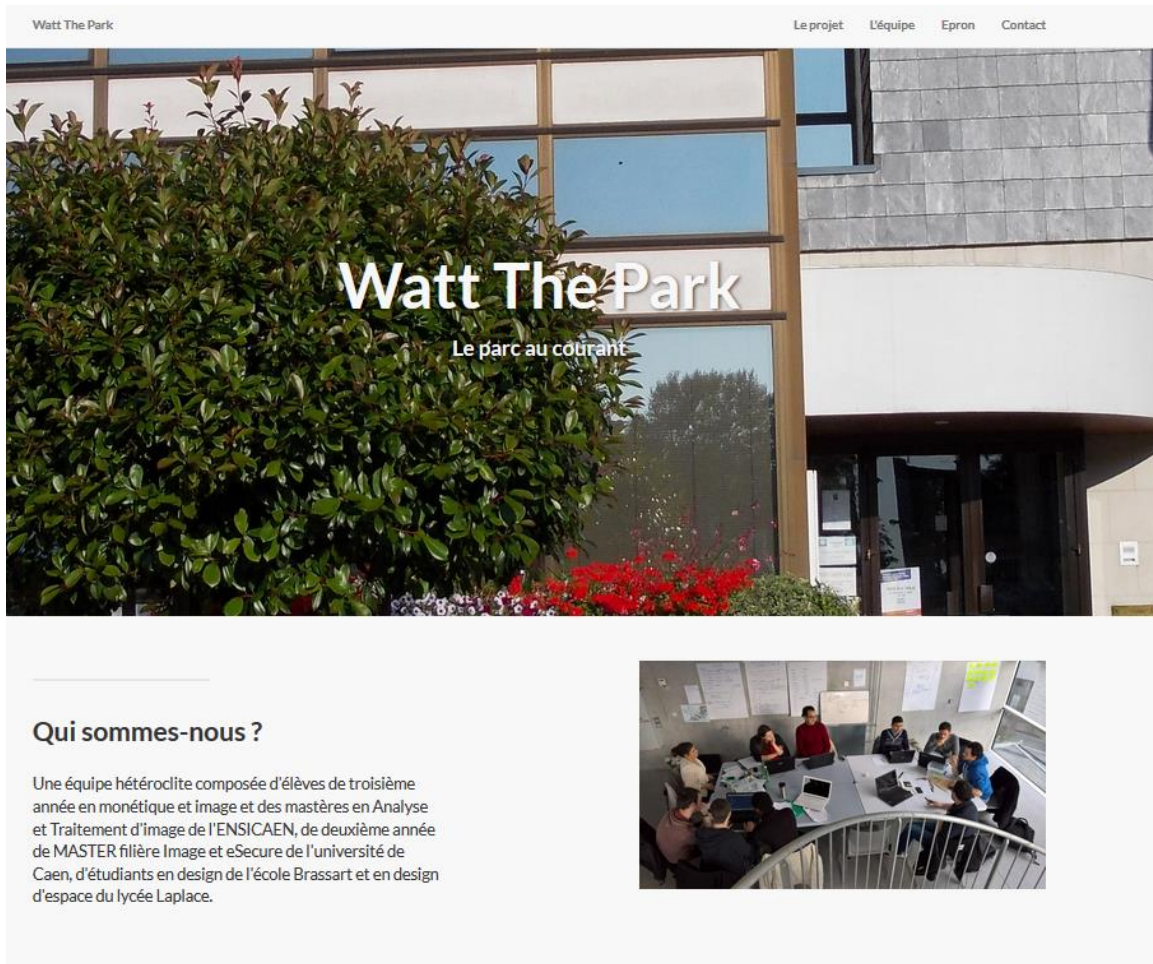 Watt The Park
Le projet L'équipe Epron Contact
Watt The Park
Le parc au courant
Qui sommes-nous ?
Une équipe hétéroclite composée d'élèves de troisième
année en monétique et image et des mastères en Analyse
et Traitement d'image de l'ENSICAEN, de deuxième année
de MASTER filière Image et eSecure de l'université de
Caen, d'étudiants en design de l'école Brassart et en design
d'espace du lycée Laplace.